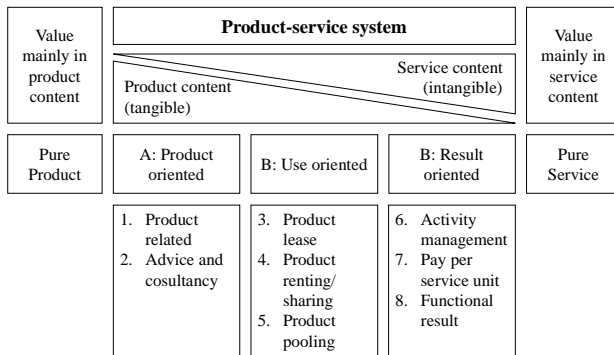 Value
mainly in
product
content
Product-service system
Service content
(intangible)
Product content
(tangible)
Value
mainly in
service
content
Pure
Product
A: Product
oriented
B: Use oriented
B: Result
oriented
Pure
Service
1. Product
related
2. Advice and
cosultancy
3. Product
lease
4. Product
renting/
sharing
5. Product
pooling
6. Activity
management
7. Pay per
service unit
8. Functional
result